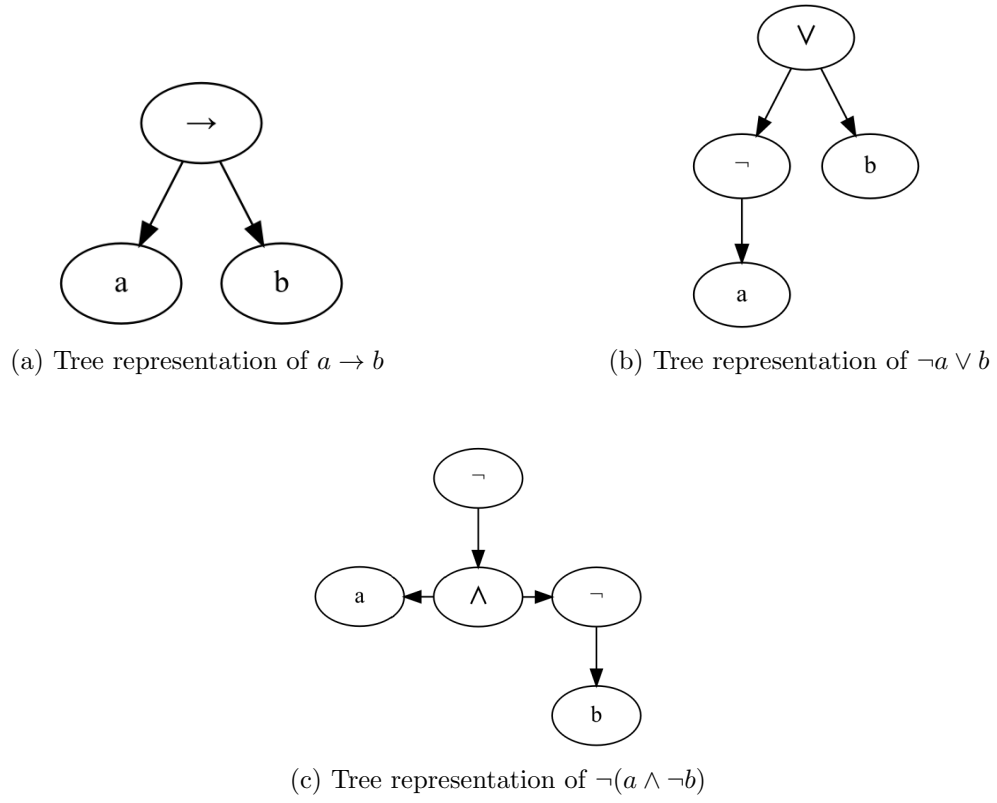 →
a
b
(a) Tree representation of a → b
∨
¬
b
a
(b) Tree representation of ¬a ∨ b
¬
a
∧
¬
b
(c) Tree representation of ¬(a ∧ ¬b)